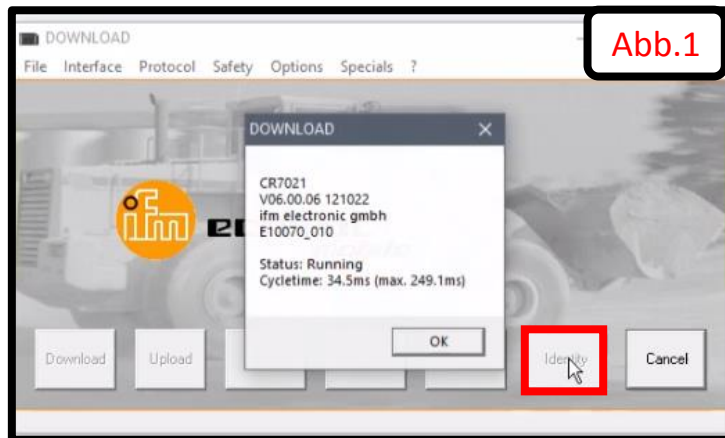 DOWNLOAD
Abb.1
File Interface Protocol Safety Options Specials ?
DOWNLOAD
CR7021
V06.00.06 121022
ifm electronic gmbh
E10070_010
Status: Running
Cycletime: 34.5ms (max. 249.1ms)
ifm
OK
Download Upload Identity Cancel